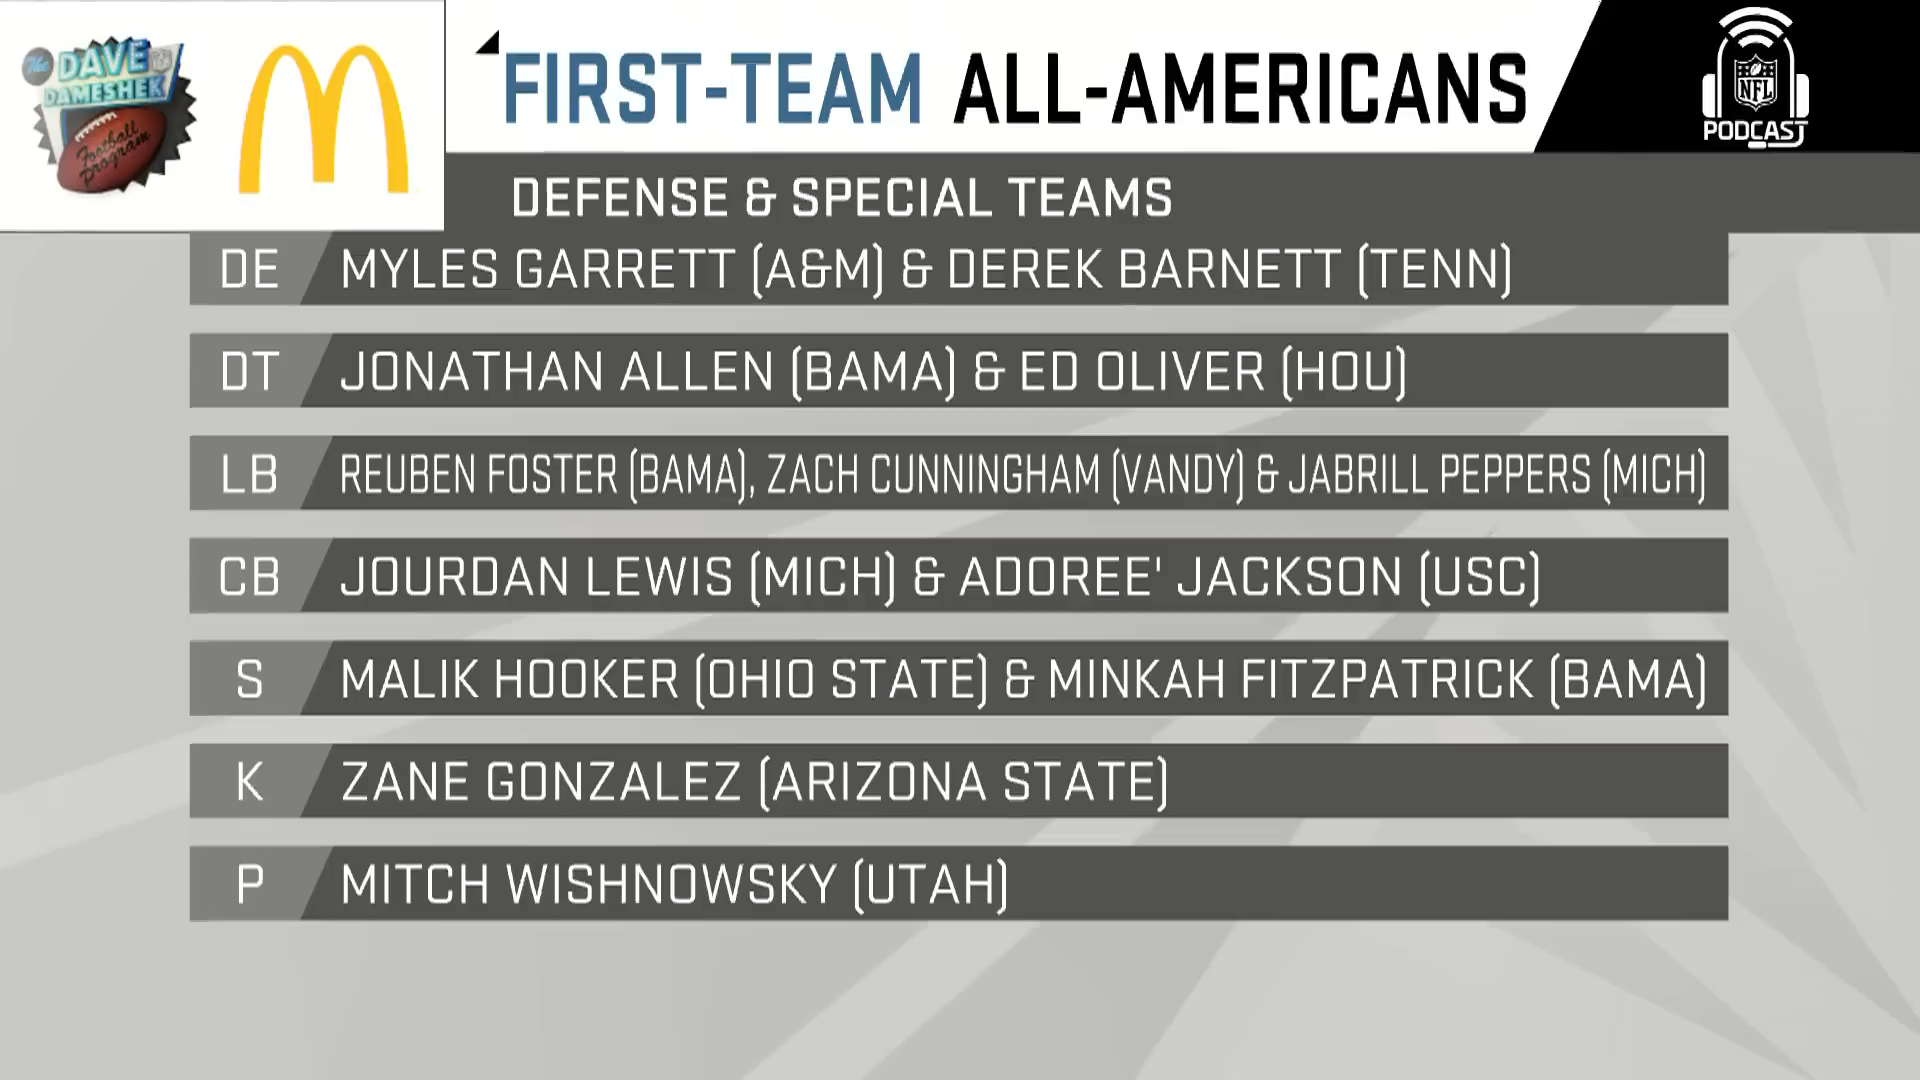 The
DAVE
DAMESHEK
Football
Program
FIRST-TEAM ALL-AMERICANS
NFL
PODCAST
DEFENSE & SPECIAL TEAMS
DE MYLES GARRETT (A&M) & DEREK BARNETT (TENN)
DT JONATHAN ALLEN (BAMA) & ED OLIVER (HOU)
LB REUBEN FOSTER (BAMA), ZACH CUNNINGHAM (VANDY) & JABRILL PEPPERS (MICH)
CB JOURDAN LEWIS (MICH) & ADOREE' JACKSON (USC)
S MALIK HOOKER (OHIO STATE) & MINKAH FITZPATRICK (BAMA)
K ZANE GONZALEZ (ARIZONA STATE)
P MITCH WISHNOWSKY (UTAH)